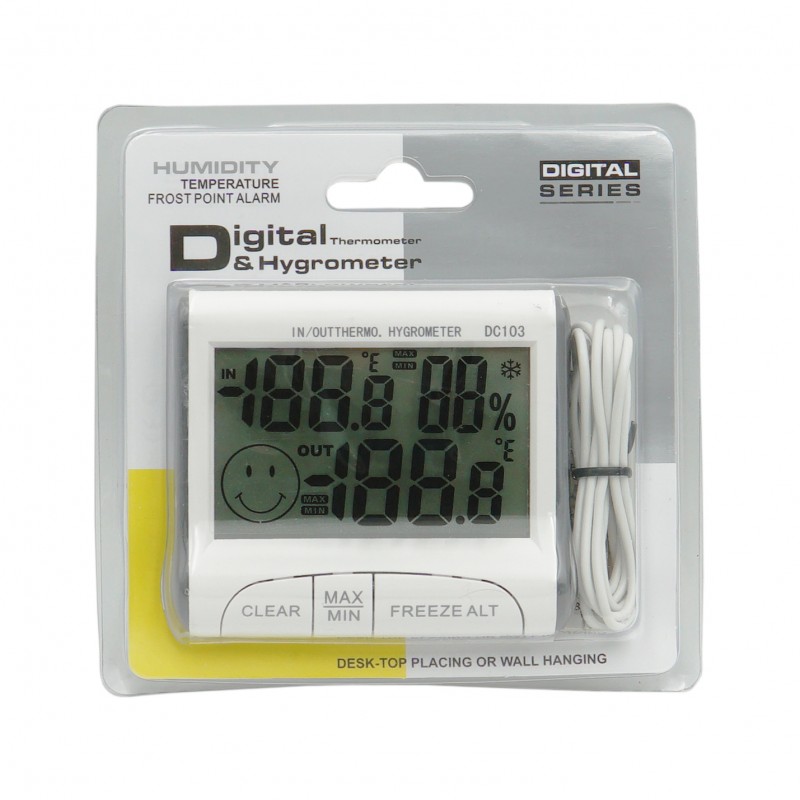 HUMIDITY
TEMPERATURE
FROST POINT ALARM
DIGITAL
SERIES
Digital Thermometer
& Hygrometer
IN/OUTTHERMO. HYGROMETER DC103
IN -188.8 °E MAX MIN 88 %
OUT -188.8 °E
MAX
MIN
CLEAR
MAX
MIN
FREEZE ALT
DESK-TOP PLACING OR WALL HANGING